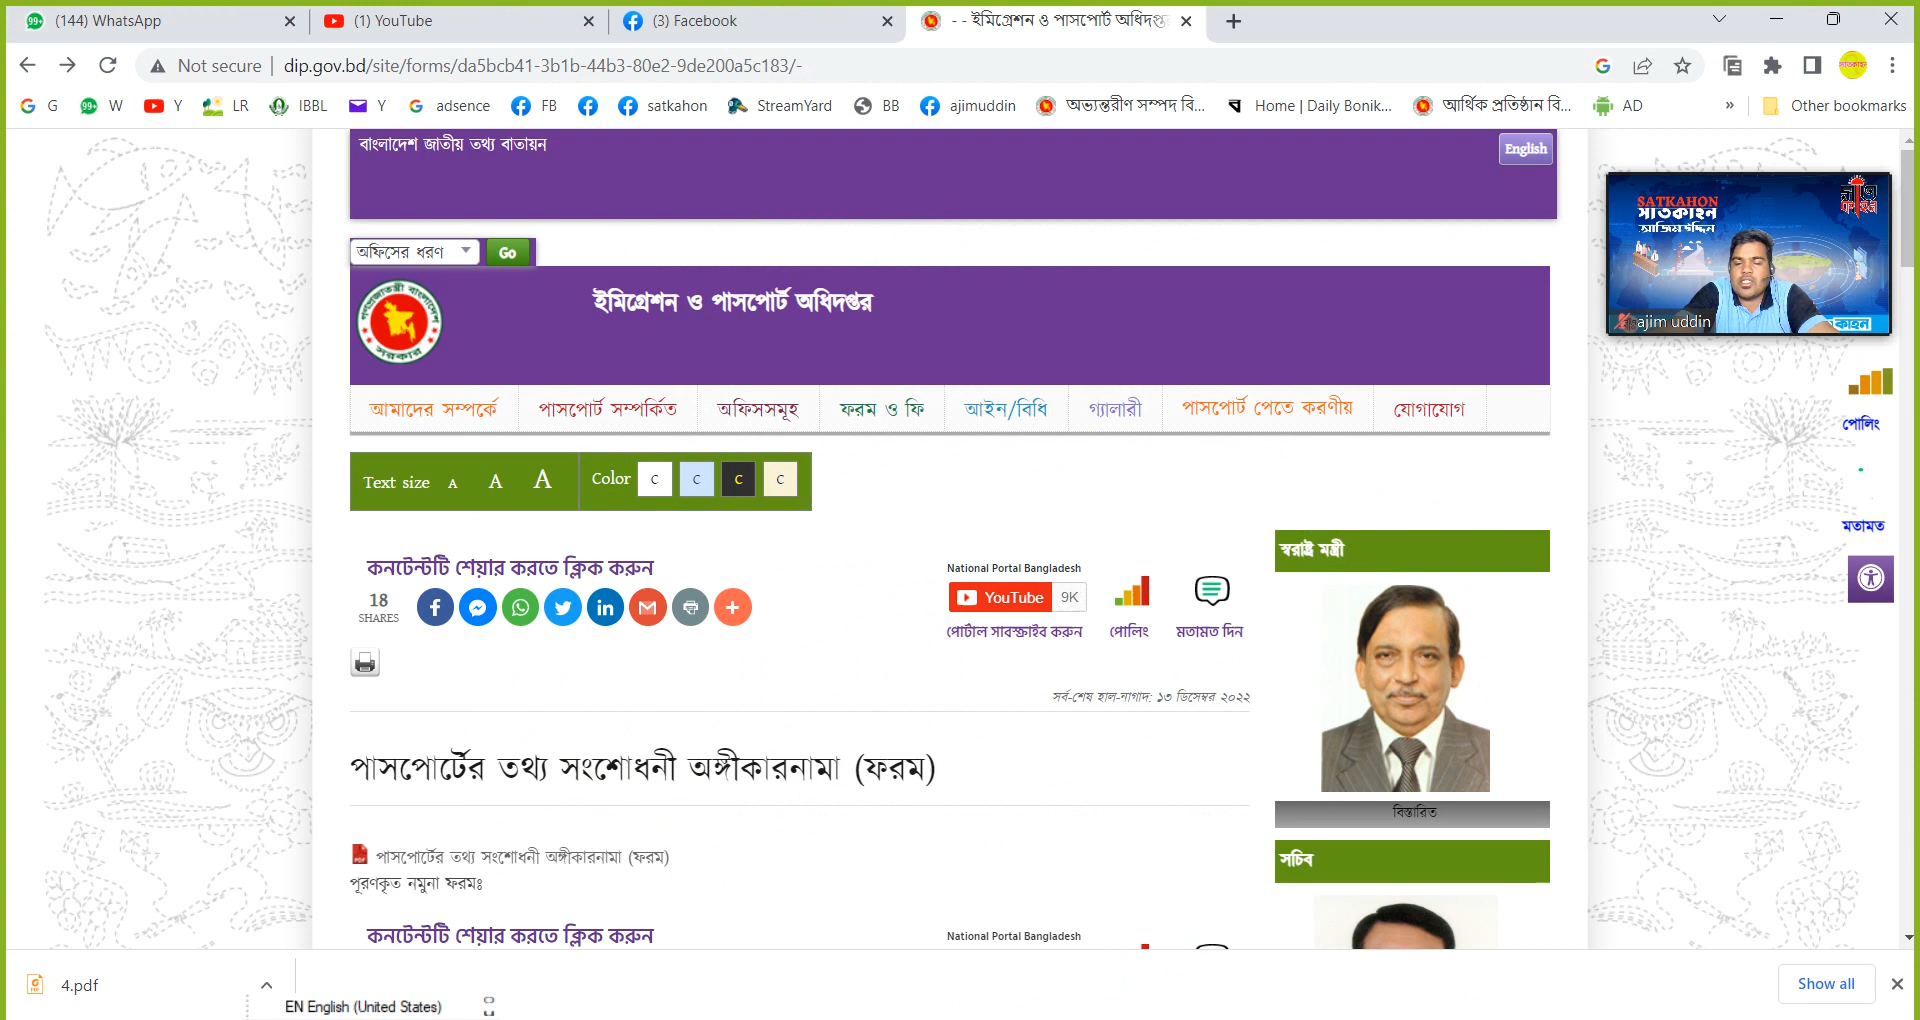 (144) WhatsApp
(1) YouTube
(3) Facebook
- - ইমিগ্রেশন ও পাসপোর্ট অধিদপ্ত
Not secure
dip.gov.bd/site/forms/da5bcb41-3b1b-44b3-80e2-9de200a5c183/-
G
W
Y
LR
IBBL
Y
adsence
FB
satkahon
StreamYard
BB
ajimuddin
অভ্যন্তরীণ সম্পদ বি...
Home | Daily Bonik...
আর্থিক প্রতিষ্ঠান বি...
AD
»
Other bookmarks
বাংলাদেশ জাতীয় তথ্য বাতায়ন
English
অফিসের ধরণ
Go
ইমিগ্রেশন ও পাসপোর্ট অধিদপ্তর
SATKAHON
সাতকাহন
আজিম উদ্দিন
ajim uddin
আমাদের সম্পর্কে
পাসপোর্ট সম্পর্কিত
অফিসসমূহ
ফরম ও ফি
আইন/বিধি
গ্যালারী
পাসপোর্ট পেতে করণীয়
যোগাযোগ
পোলিং
মতামত
Text size A A A
Color C C C C
স্বরাষ্ট্র মন্ত্রী
কনটেন্টটি শেয়ার করতে ক্লিক করুন
18
SHARES
National Portal Bangladesh
YouTube 9K
পোর্টাল সাবস্ক্রাইব করুন
পোলিং
মতামত দিন
সর্ব-শেষ হাল-নাগাদ: ১৩ ডিসেম্বর ২০২২
পাসপোর্টের তথ্য সংশোধনী অঙ্গীকারনামা (ফরম)
বিস্তারিত
সচিব
পাসপোর্টের তথ্য সংশোধনী অঙ্গীকারনামা (ফরম)
পূরণকৃত নমুনা ফরমঃ
কনটেন্টটি শেয়ার করতে ক্লিক করুন
National Portal Bangladesh
4.pdf
Show all
EN English (United States)